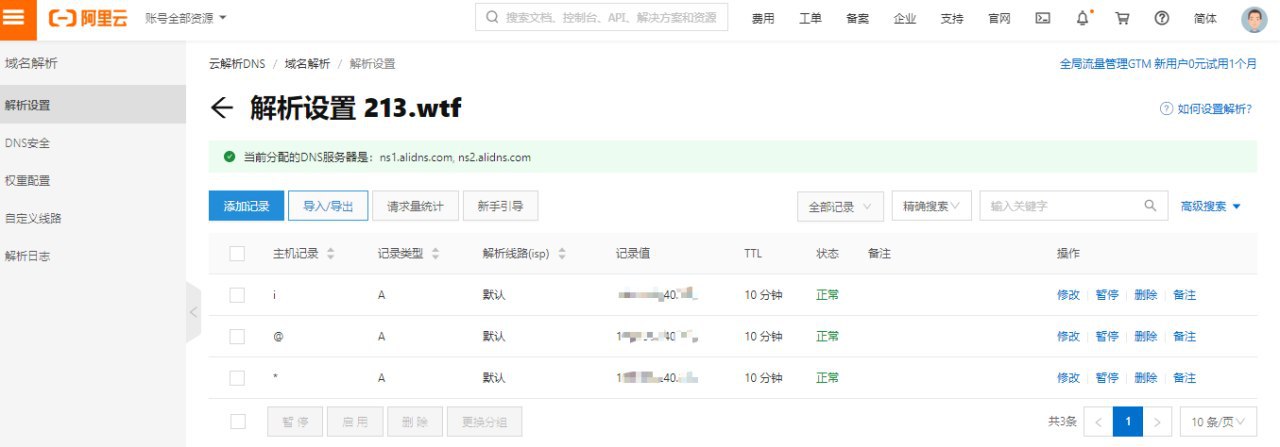 阿里云 账号全部资源 搜索文档、控制台、API、解决方案和资源 费用 工单 备案 企业 支持 官网 简体
域名解析
解析设置
DNS安全
权重配置
自定义线路
解析日志
云解析DNS / 域名解析 / 解析设置 全局流量管理GTM 新用户0元试用1个月
解析设置 213.wtf
如何设置解析?
当前分配的DNS服务器是: ns1.alidns.com, ns2.alidns.com
添加记录 导入/导出 请求量统计 新手引导 全部记录 精确搜索 输入关键字 高级搜索
主机记录 记录类型 解析线路(isp) 记录值 TTL 状态 备注 操作
i A 默认 10 分钟 正常 修改 暂停 删除 备注
@ A 默认 10 分钟 正常 修改 暂停 删除 备注
* A 默认 10 分钟 正常 修改 暂停 删除 备注
暂停 启用 删除 更换分组 共3条 < 1 > 10 条/页